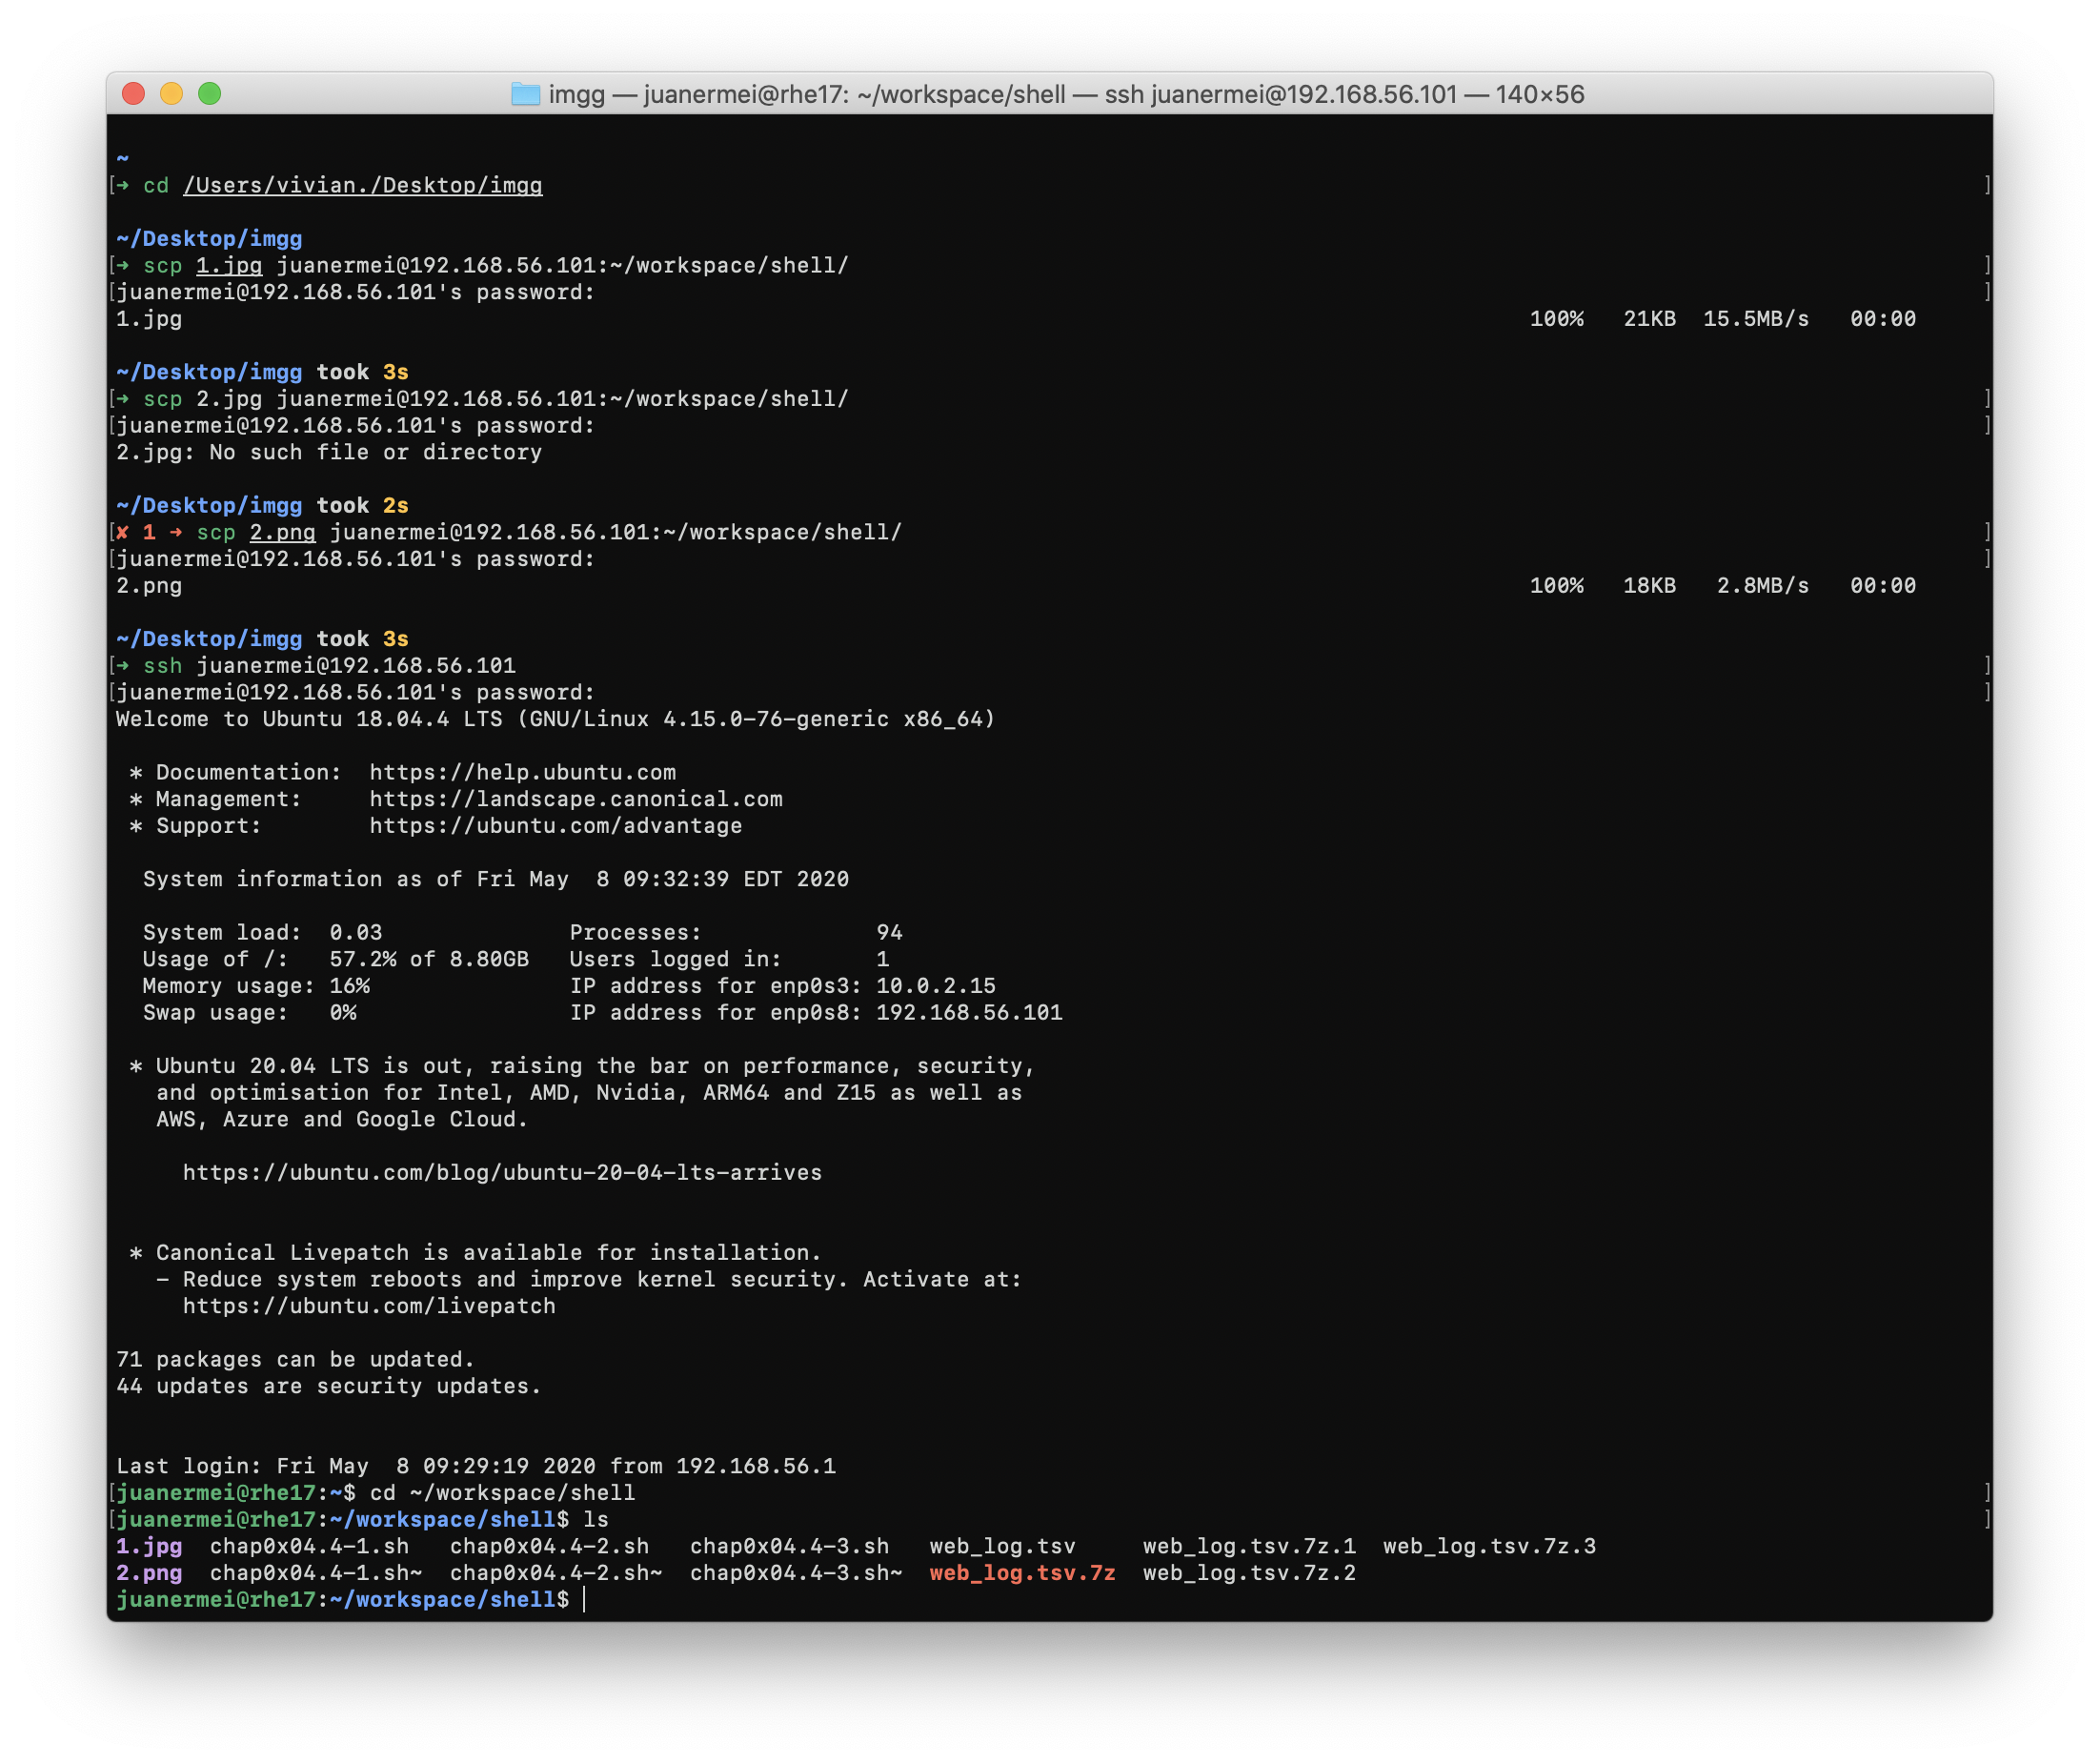 imgg — juanermei@rhe17: ~/workspace/shell — ssh juanermei@192.168.56.101 — 140×56
~
[➜ cd /Users/vivian./Desktop/imgg ]
~/Desktop/imgg
[➜ scp 1.jpg juanermei@192.168.56.101:~/workspace/shell/ ]
[juanermei@192.168.56.101's password: ]
1.jpg 100% 21KB 15.5MB/s 00:00
~/Desktop/imgg took 3s
[➜ scp 2.jpg juanermei@192.168.56.101:~/workspace/shell/ ]
[juanermei@192.168.56.101's password: ]
2.jpg: No such file or directory
~/Desktop/imgg took 2s
[✘ 1 ➜ scp 2.png juanermei@192.168.56.101:~/workspace/shell/ ]
[juanermei@192.168.56.101's password: ]
2.png 100% 18KB 2.8MB/s 00:00
~/Desktop/imgg took 3s
[➜ ssh juanermei@192.168.56.101 ]
[juanermei@192.168.56.101's password: ]
Welcome to Ubuntu 18.04.4 LTS (GNU/Linux 4.15.0-76-generic x86_64)
* Documentation: https://help.ubuntu.com
* Management: https://landscape.canonical.com
* Support: https://ubuntu.com/advantage
System information as of Fri May 8 09:32:39 EDT 2020
System load: 0.03 Processes: 94
Usage of /: 57.2% of 8.80GB Users logged in: 1
Memory usage: 16% IP address for enp0s3: 10.0.2.15
Swap usage: 0% IP address for enp0s8: 192.168.56.101
* Ubuntu 20.04 LTS is out, raising the bar on performance, security,
and optimisation for Intel, AMD, Nvidia, ARM64 and Z15 as well as
AWS, Azure and Google Cloud.
https://ubuntu.com/blog/ubuntu-20-04-lts-arrives
* Canonical Livepatch is available for installation.
- Reduce system reboots and improve kernel security. Activate at:
https://ubuntu.com/livepatch
71 packages can be updated.
44 updates are security updates.
Last login: Fri May 8 09:29:19 2020 from 192.168.56.1
[juanermei@rhe17:~$ cd ~/workspace/shell ]
[juanermei@rhe17:~/workspace/shell$ ls ]
1.jpg chap0x04.4-1.sh chap0x04.4-2.sh chap0x04.4-3.sh web_log.tsv web_log.tsv.7z.1 web_log.tsv.7z.3
2.png chap0x04.4-1.sh~ chap0x04.4-2.sh~ chap0x04.4-3.sh~ web_log.tsv.7z web_log.tsv.7z.2
juanermei@rhe17:~/workspace/shell$